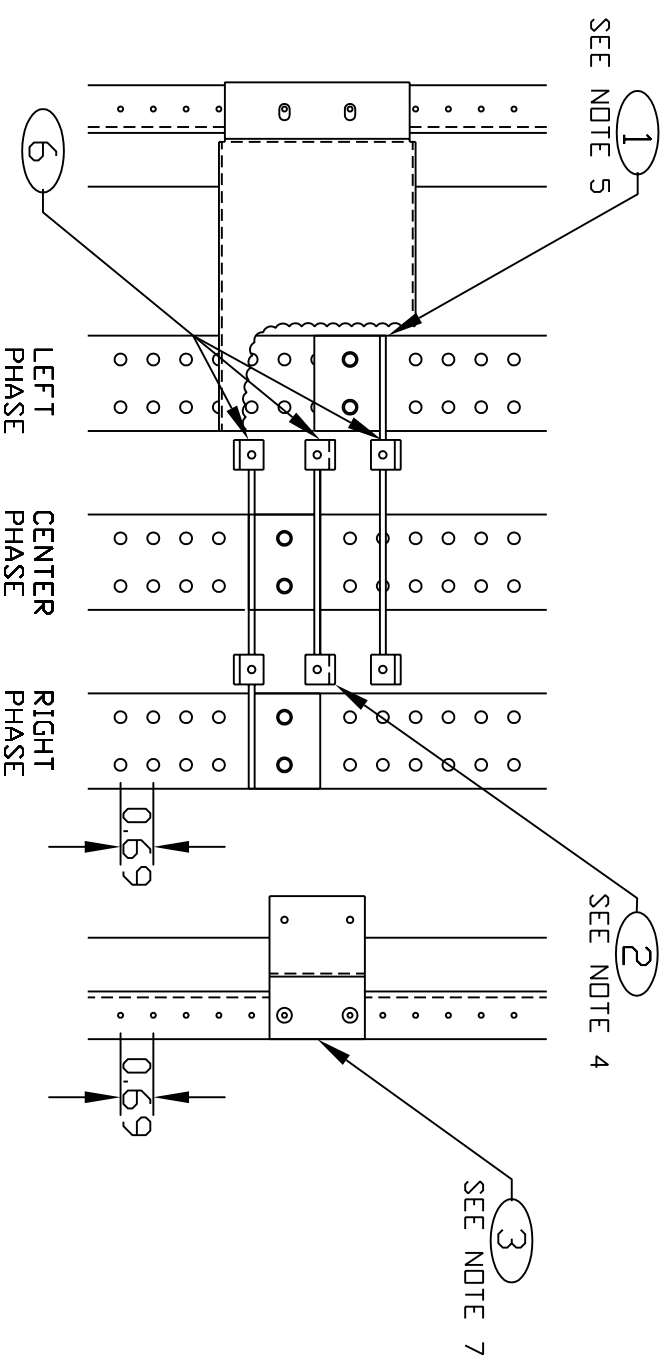 1
SEE NOTE 5
2
SEE NOTE 4
3
SEE NOTE 7
6
LEFT
PHASE
CENTER
PHASE
RIGHT
PHASE
0.69
0.69